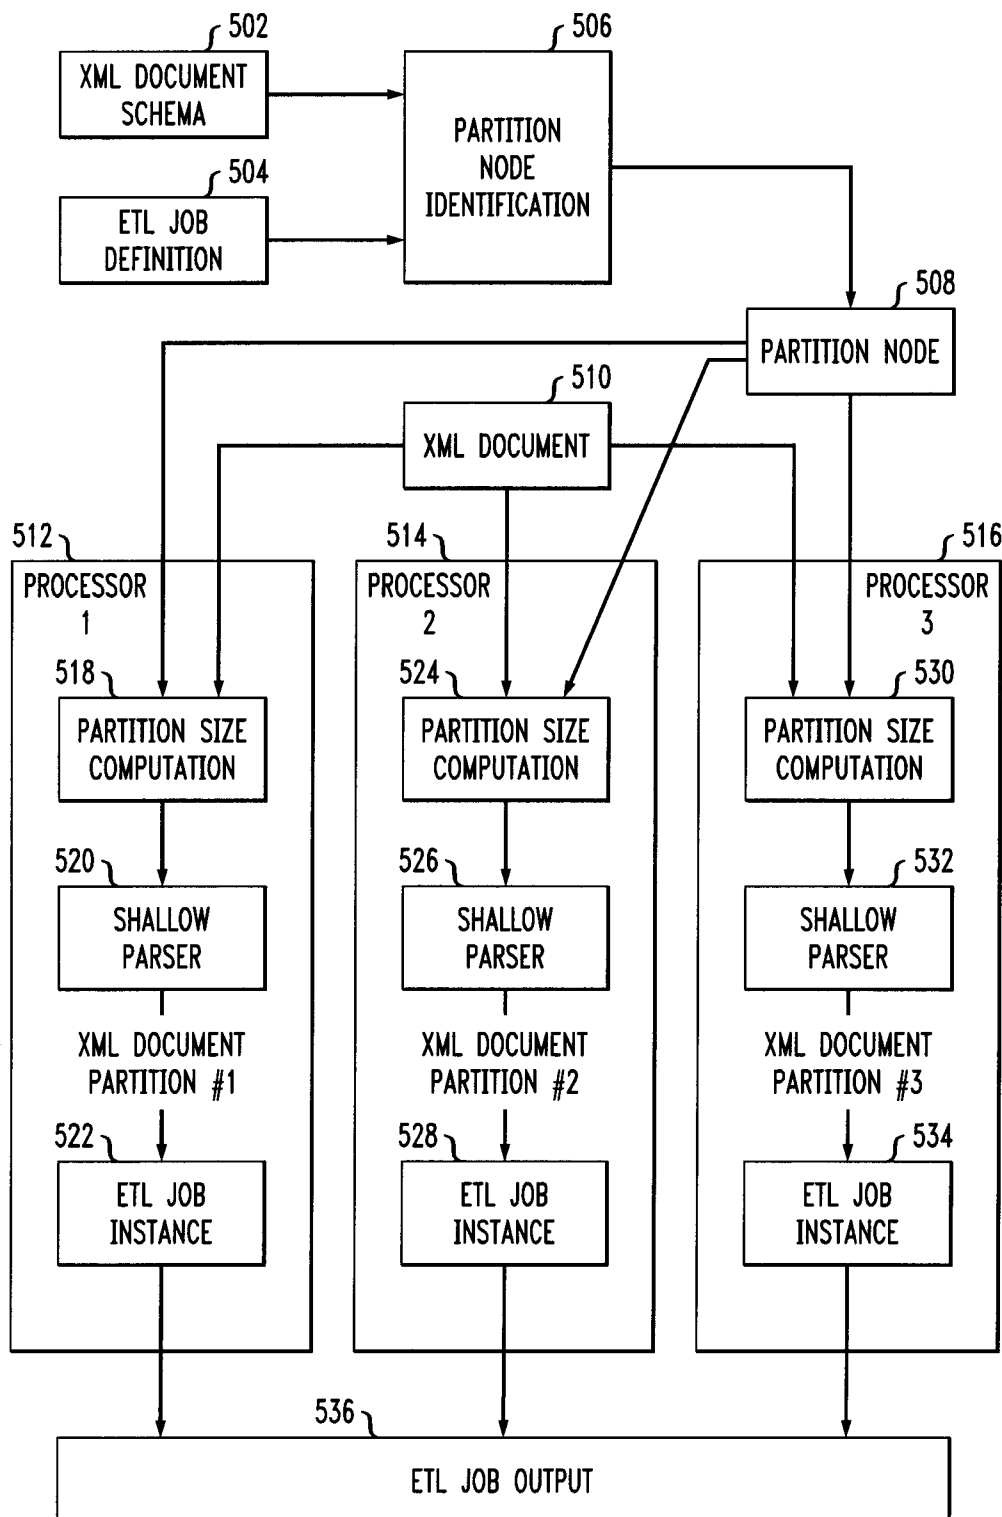 502
XML DOCUMENT
SCHEMA
506
PARTITION
NODE
IDENTIFICATION
504
ETL JOB
DEFINITION
508
PARTITION NODE
510
XML DOCUMENT
512
PROCESSOR
1
514
PROCESSOR
2
516
PROCESSOR
3
518
PARTITION SIZE
COMPUTATION
524
PARTITION SIZE
COMPUTATION
530
PARTITION SIZE
COMPUTATION
520
SHALLOW
PARSER
526
SHALLOW
PARSER
532
SHALLOW
PARSER
XML DOCUMENT
PARTITION #1
XML DOCUMENT
PARTITION #2
XML DOCUMENT
PARTITION #3
522
ETL JOB
INSTANCE
528
ETL JOB
INSTANCE
534
ETL JOB
INSTANCE
536
ETL JOB OUTPUT